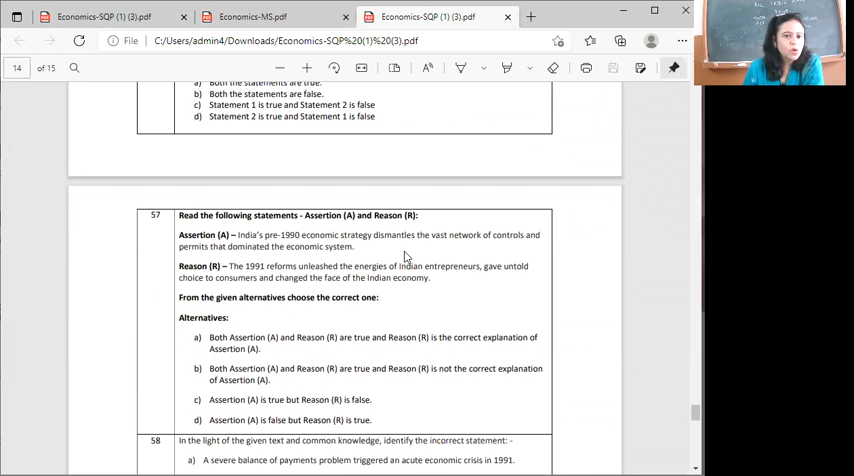 Economics-SQP (1) (3).pdf
Economics-MS.pdf
Economics-SQP (1) (3).pdf
File
C:/Users/admin4/Downloads/Economics-SQP%20(1)%20(3).pdf
14 of 15
a) Both the statements are true.
b) Both the statements are false.
c) Statement 1 is true and Statement 2 is false
d) Statement 2 is true and Statement 1 is false
57 Read the following statements - Assertion (A) and Reason (R):
Assertion (A) – India's pre-1990 economic strategy dismantles the vast network of controls and
permits that dominated the economic system.
Reason (R) – The 1991 reforms unleashed the energies of Indian entrepreneurs, gave untold
choice to consumers and changed the face of the Indian economy.
From the given alternatives choose the correct one:
Alternatives:
a) Both Assertion (A) and Reason (R) are true and Reason (R) is the correct explanation of
Assertion (A).
b) Both Assertion (A) and Reason (R) are true and Reason (R) is not the correct explanation
of Assertion (A).
c) Assertion (A) is true but Reason (R) is false.
d) Assertion (A) is false but Reason (R) is true.
58 In the light of the given text and common knowledge, identify the incorrect statement: -
a) A severe balance of payments problem triggered an acute economic crisis in 1991.